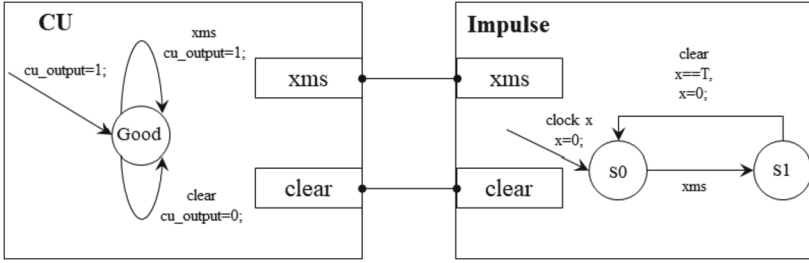 CU
xms
cu_output=1;
cu_output=1;
Good
clear
cu_output=0;
xms
clear
Impulse
xms
clear
clock x
x=0;
clear
x==T,
x=0;
s0
xms
s1